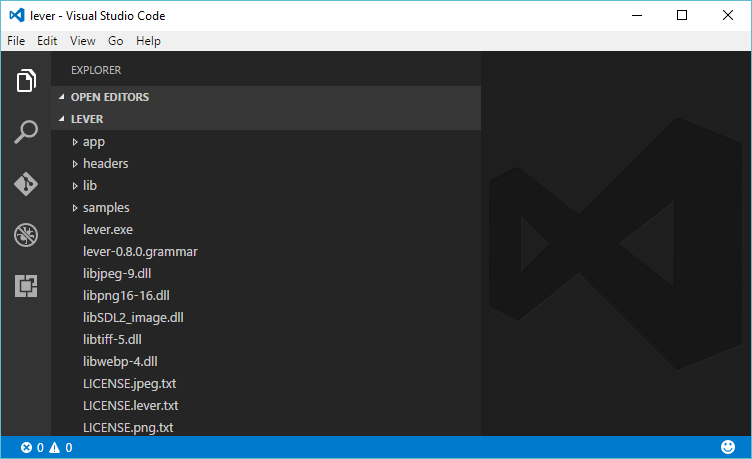 lever - Visual Studio Code
File Edit View Go Help
EXPLORER
OPEN EDITORS
LEVER
app
headers
lib
samples
lever.exe
lever-0.8.0.grammar
libjpeg-9.dll
libpng16-16.dll
libSDL2_image.dll
libtiff-5.dll
libwebp-4.dll
LICENSE.jpeg.txt
LICENSE.lever.txt
LICENSE.png.txt
0 0